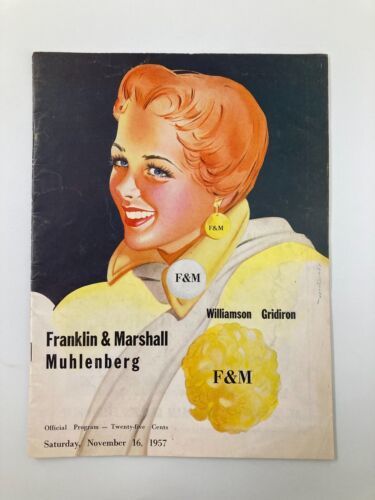 F&M
F&M
Williamson Gridiron
Franklin & Marshall
Muhlenberg
F&M
Official Program — Twenty-five Cents
Saturday, November 16, 1957